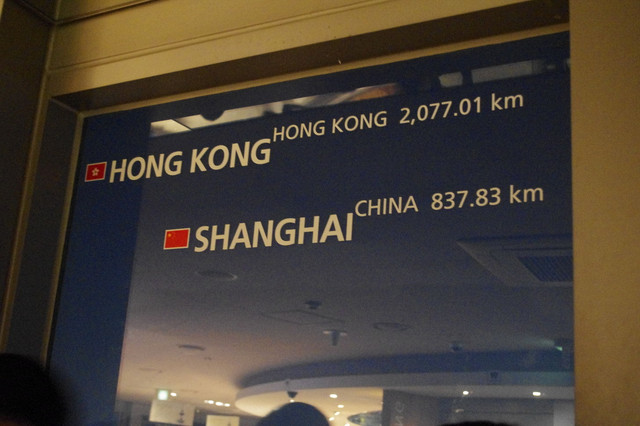 HONG KONG HONG KONG 2,077.01 km
SHANGHAI CHINA 837.83 km